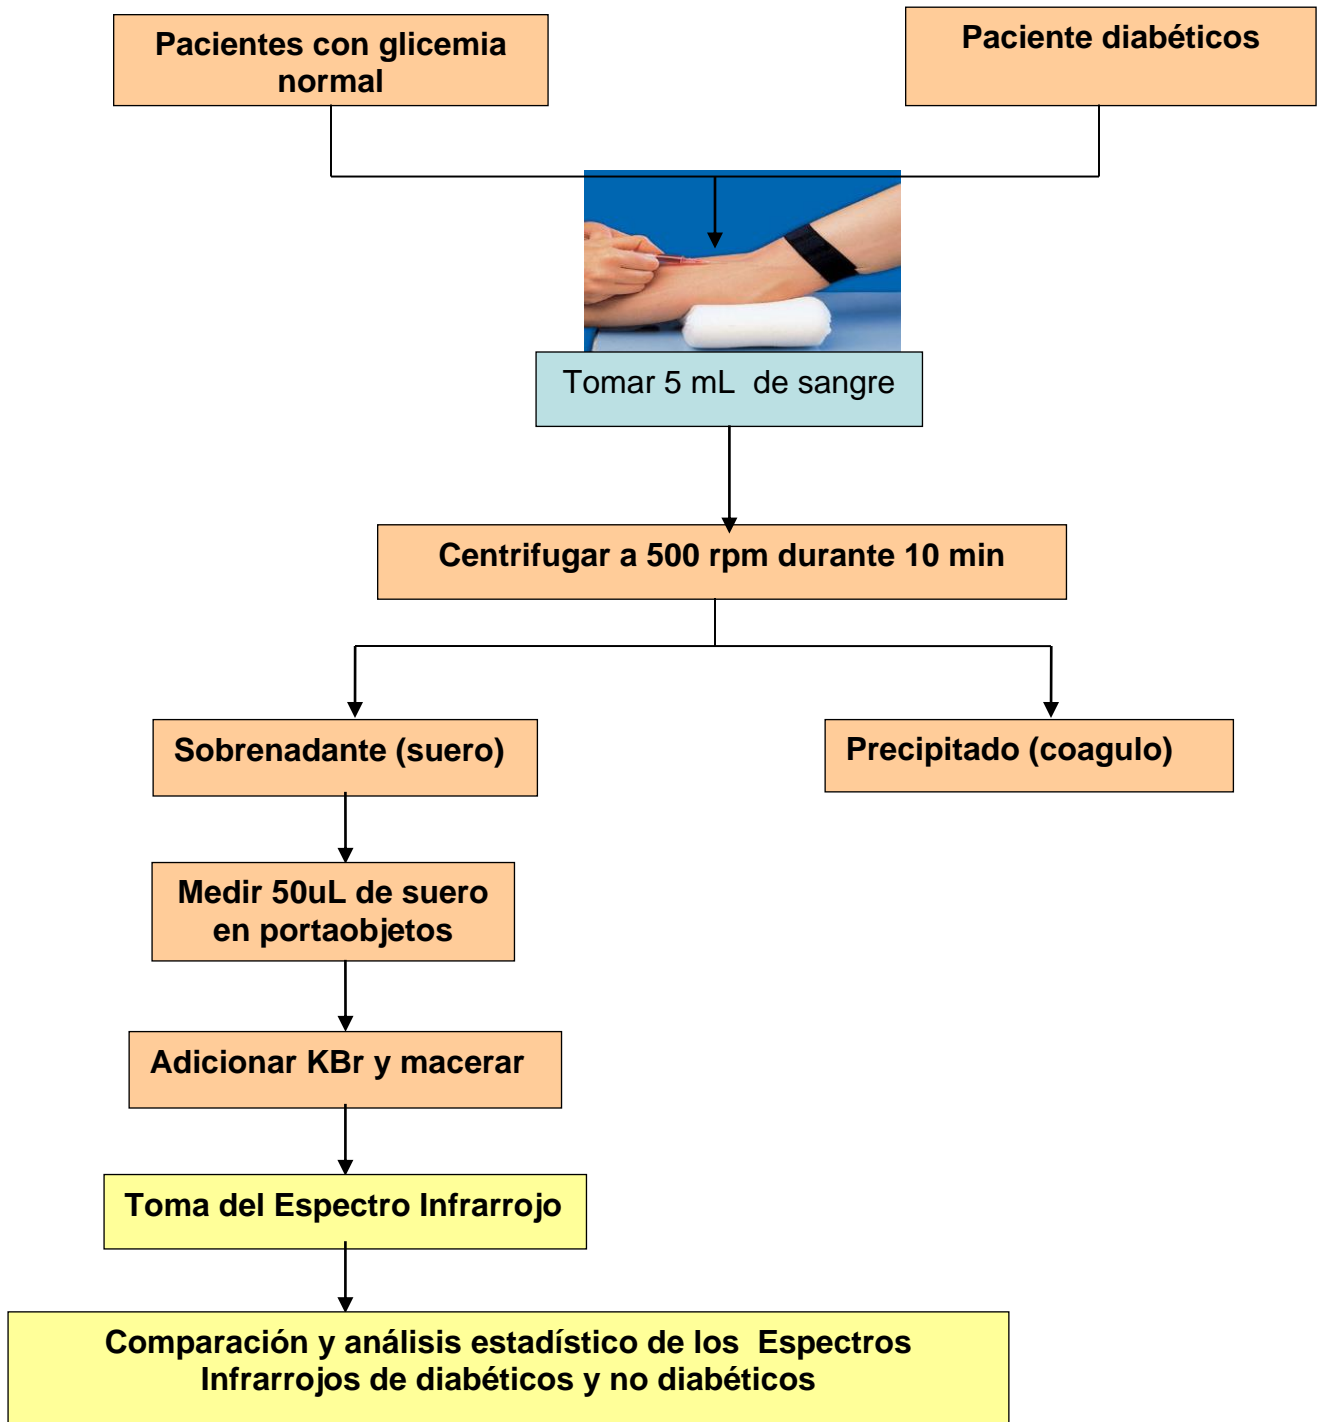 Pacientes con glicemia
normal
Paciente diabéticos
Tomar 5 mL  de sangre
Centrifugar a 500 rpm durante 10 min
Sobrenadante (suero)
Precipitado (coagulo)
Medir 50uL de suero
en portaobjetos
Adicionar KBr y macerar
Toma del Espectro Infrarrojo
Comparación y análisis estadístico de los  Espectros
Infrarrojos de diabéticos y no diabéticos